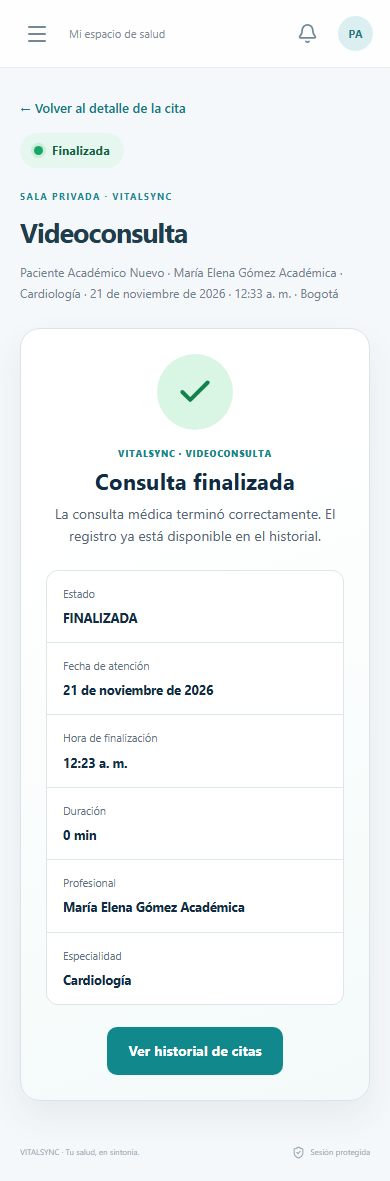 Mi espacio de salud
PA
← Volver al detalle de la cita
Finalizada
SALA PRIVADA · VITALSYNC
Videoconsulta
Paciente Académico Nuevo · María Elena Gómez Académica ·
Cardiología · 21 de noviembre de 2026 · 12:33 a. m. · Bogotá
VITALSYNC · VIDEOCONSULTA
Consulta finalizada
La consulta médica terminó correctamente. El
registro ya está disponible en el historial.
Estado
FINALIZADA
Fecha de atención
21 de noviembre de 2026
Hora de finalización
12:23 a. m.
Duración
0 min
Profesional
María Elena Gómez Académica
Especialidad
Cardiología
Ver historial de citas
VITALSYNC · Tu salud, en sintonía.
Sesión protegida